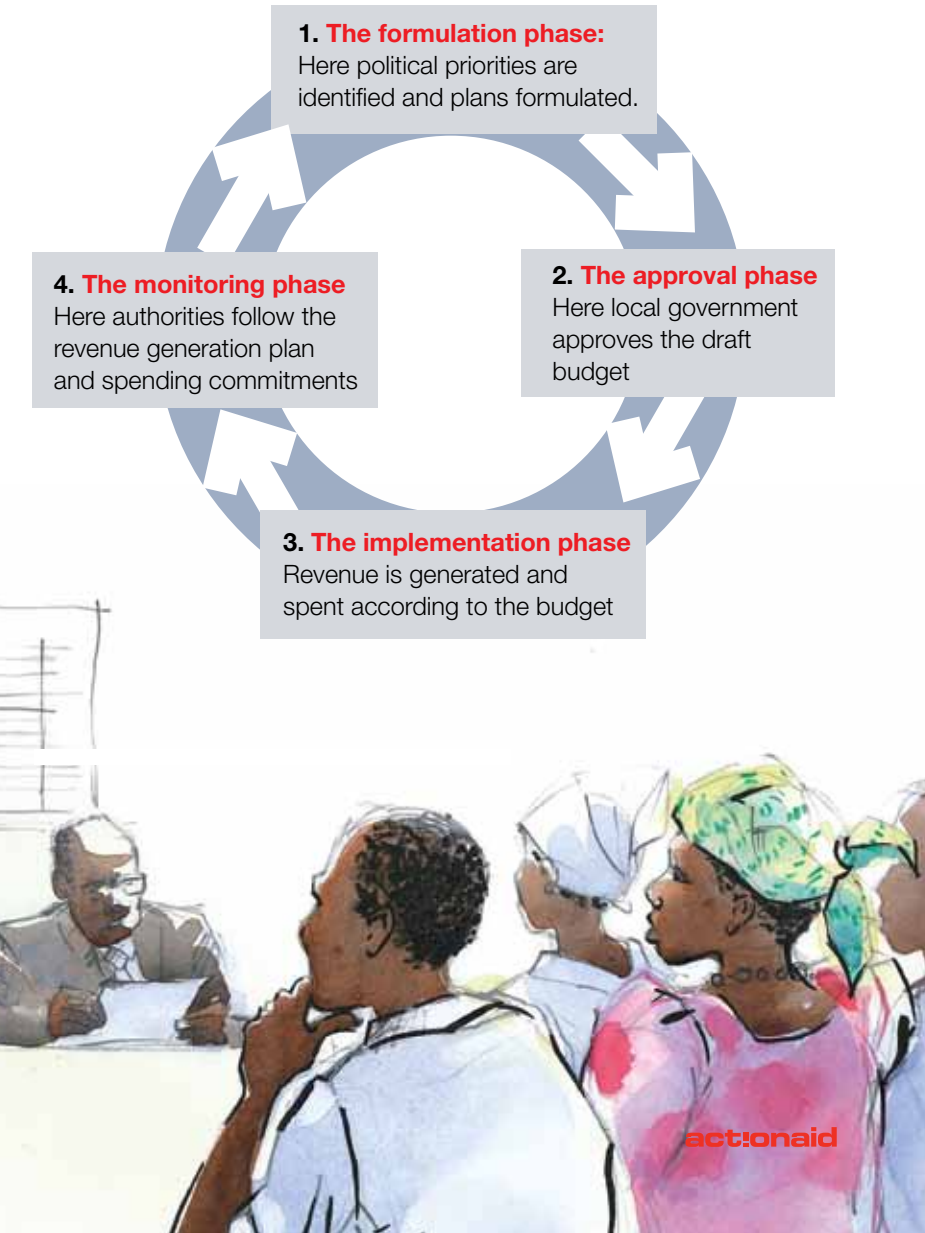 1. The formulation phase:
Here political priorities are
identified and plans formulated.
2. The approval phase
Here local government
approves the draft
budget
3. The implementation phase
Revenue is generated and
spent according to the budget
4. The monitoring phase
Here authorities follow the
revenue generation plan
and spending commitments
act!onaid